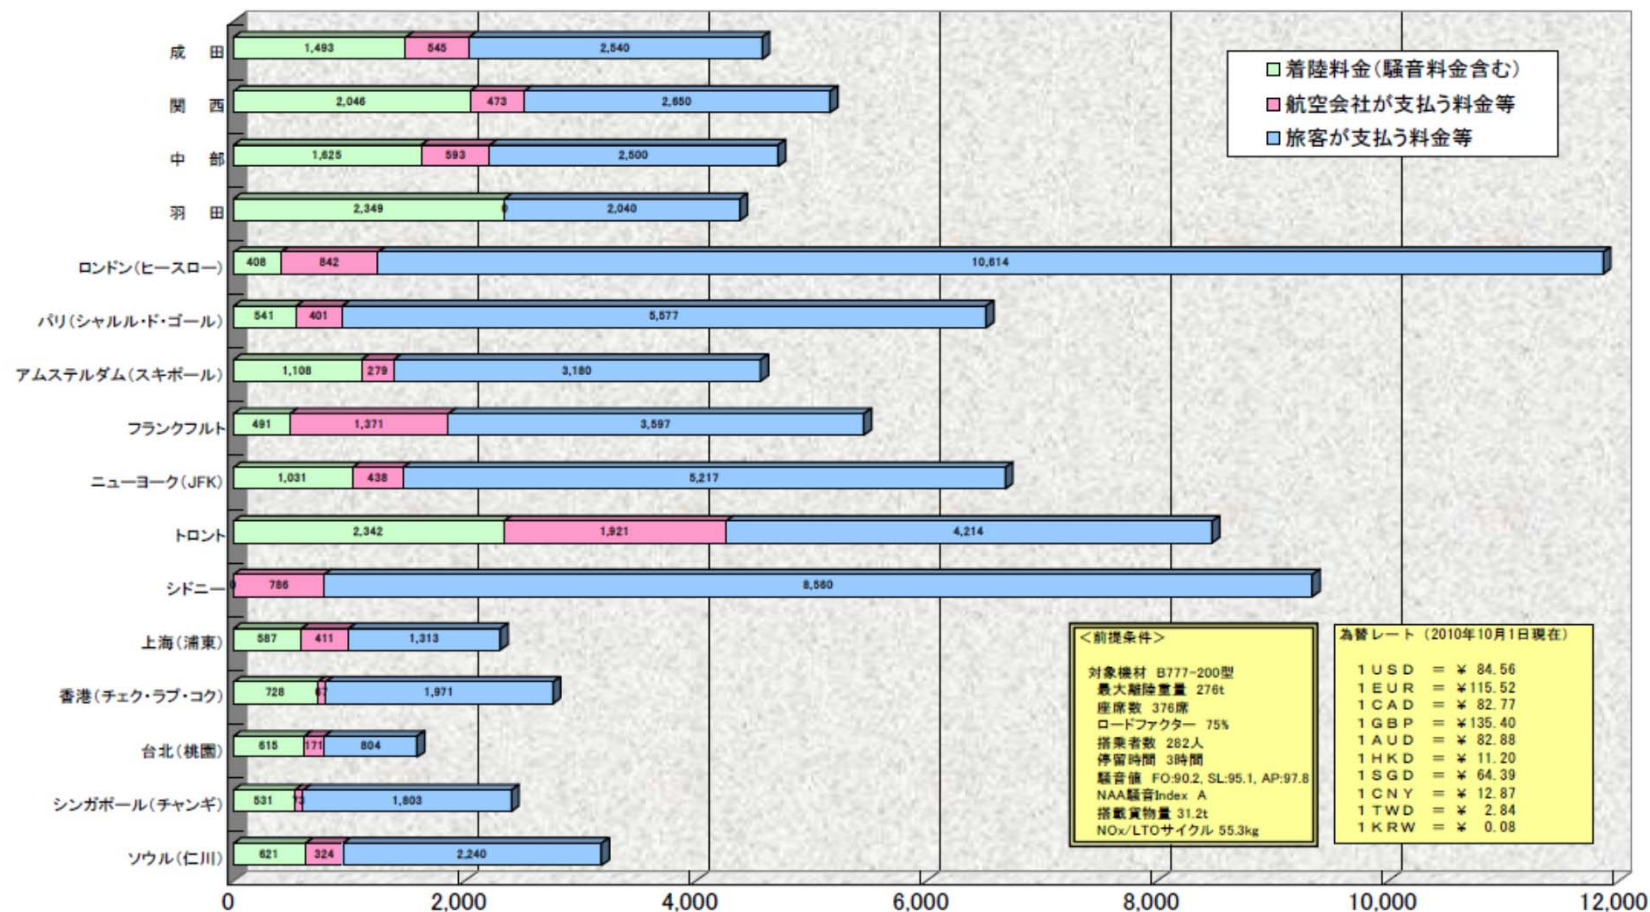 成 田 1,493 545 2,540
関 西 2,046 473 2,650
中 部 1,625 593 2,500
羽 田 2,349 0 2,040
ロンドン(ヒースロー) 408 842 10,614
パリ(シャルル・ド・ゴール) 541 401 5,577
アムステルダム(スキポール) 1,108 279 3,180
フランクフルト 491 1,371 3,597
ニューヨーク(JFK) 1,031 438 5,217
トロント 2,342 1,921 4,214
シドニー 0 786 8,560
上海(浦東) 587 411 1,313
香港(チェク・ラプ・コク) 728 67 1,971
台北(桃園) 615 171 804
シンガポール(チャンギ) 531 73 1,803
ソウル(仁川) 621 324 2,240
0 2,000 4,000 6,000 8,000 10,000 12,000
着陸料金(騒音料金含む)
航空会社が支払う料金等
旅客が支払う料金等
<前提条件>
対象機材 B777-200型
最大離陸重量 276t
座席数 376席
ロードファクター 75%
搭乗者数 282人
停留時間 3時間
騒音値 FO:90.2, SL:95.1, AP:97.8
NAA騒音Index A
搭載貨物量 31.2t
NOx/LTOサイクル 55.3kg
為替レート (2010年10月1日現在)
1USD = ¥ 84.56
1EUR = ¥115.52
1CAD = ¥ 82.77
1GBP = ¥135.40
1AUD = ¥ 82.88
1HKD = ¥ 11.20
1SGD = ¥ 64.39
1CNY = ¥ 12.87
1TWD = ¥ 2.84
1KRW = ¥ 0.08